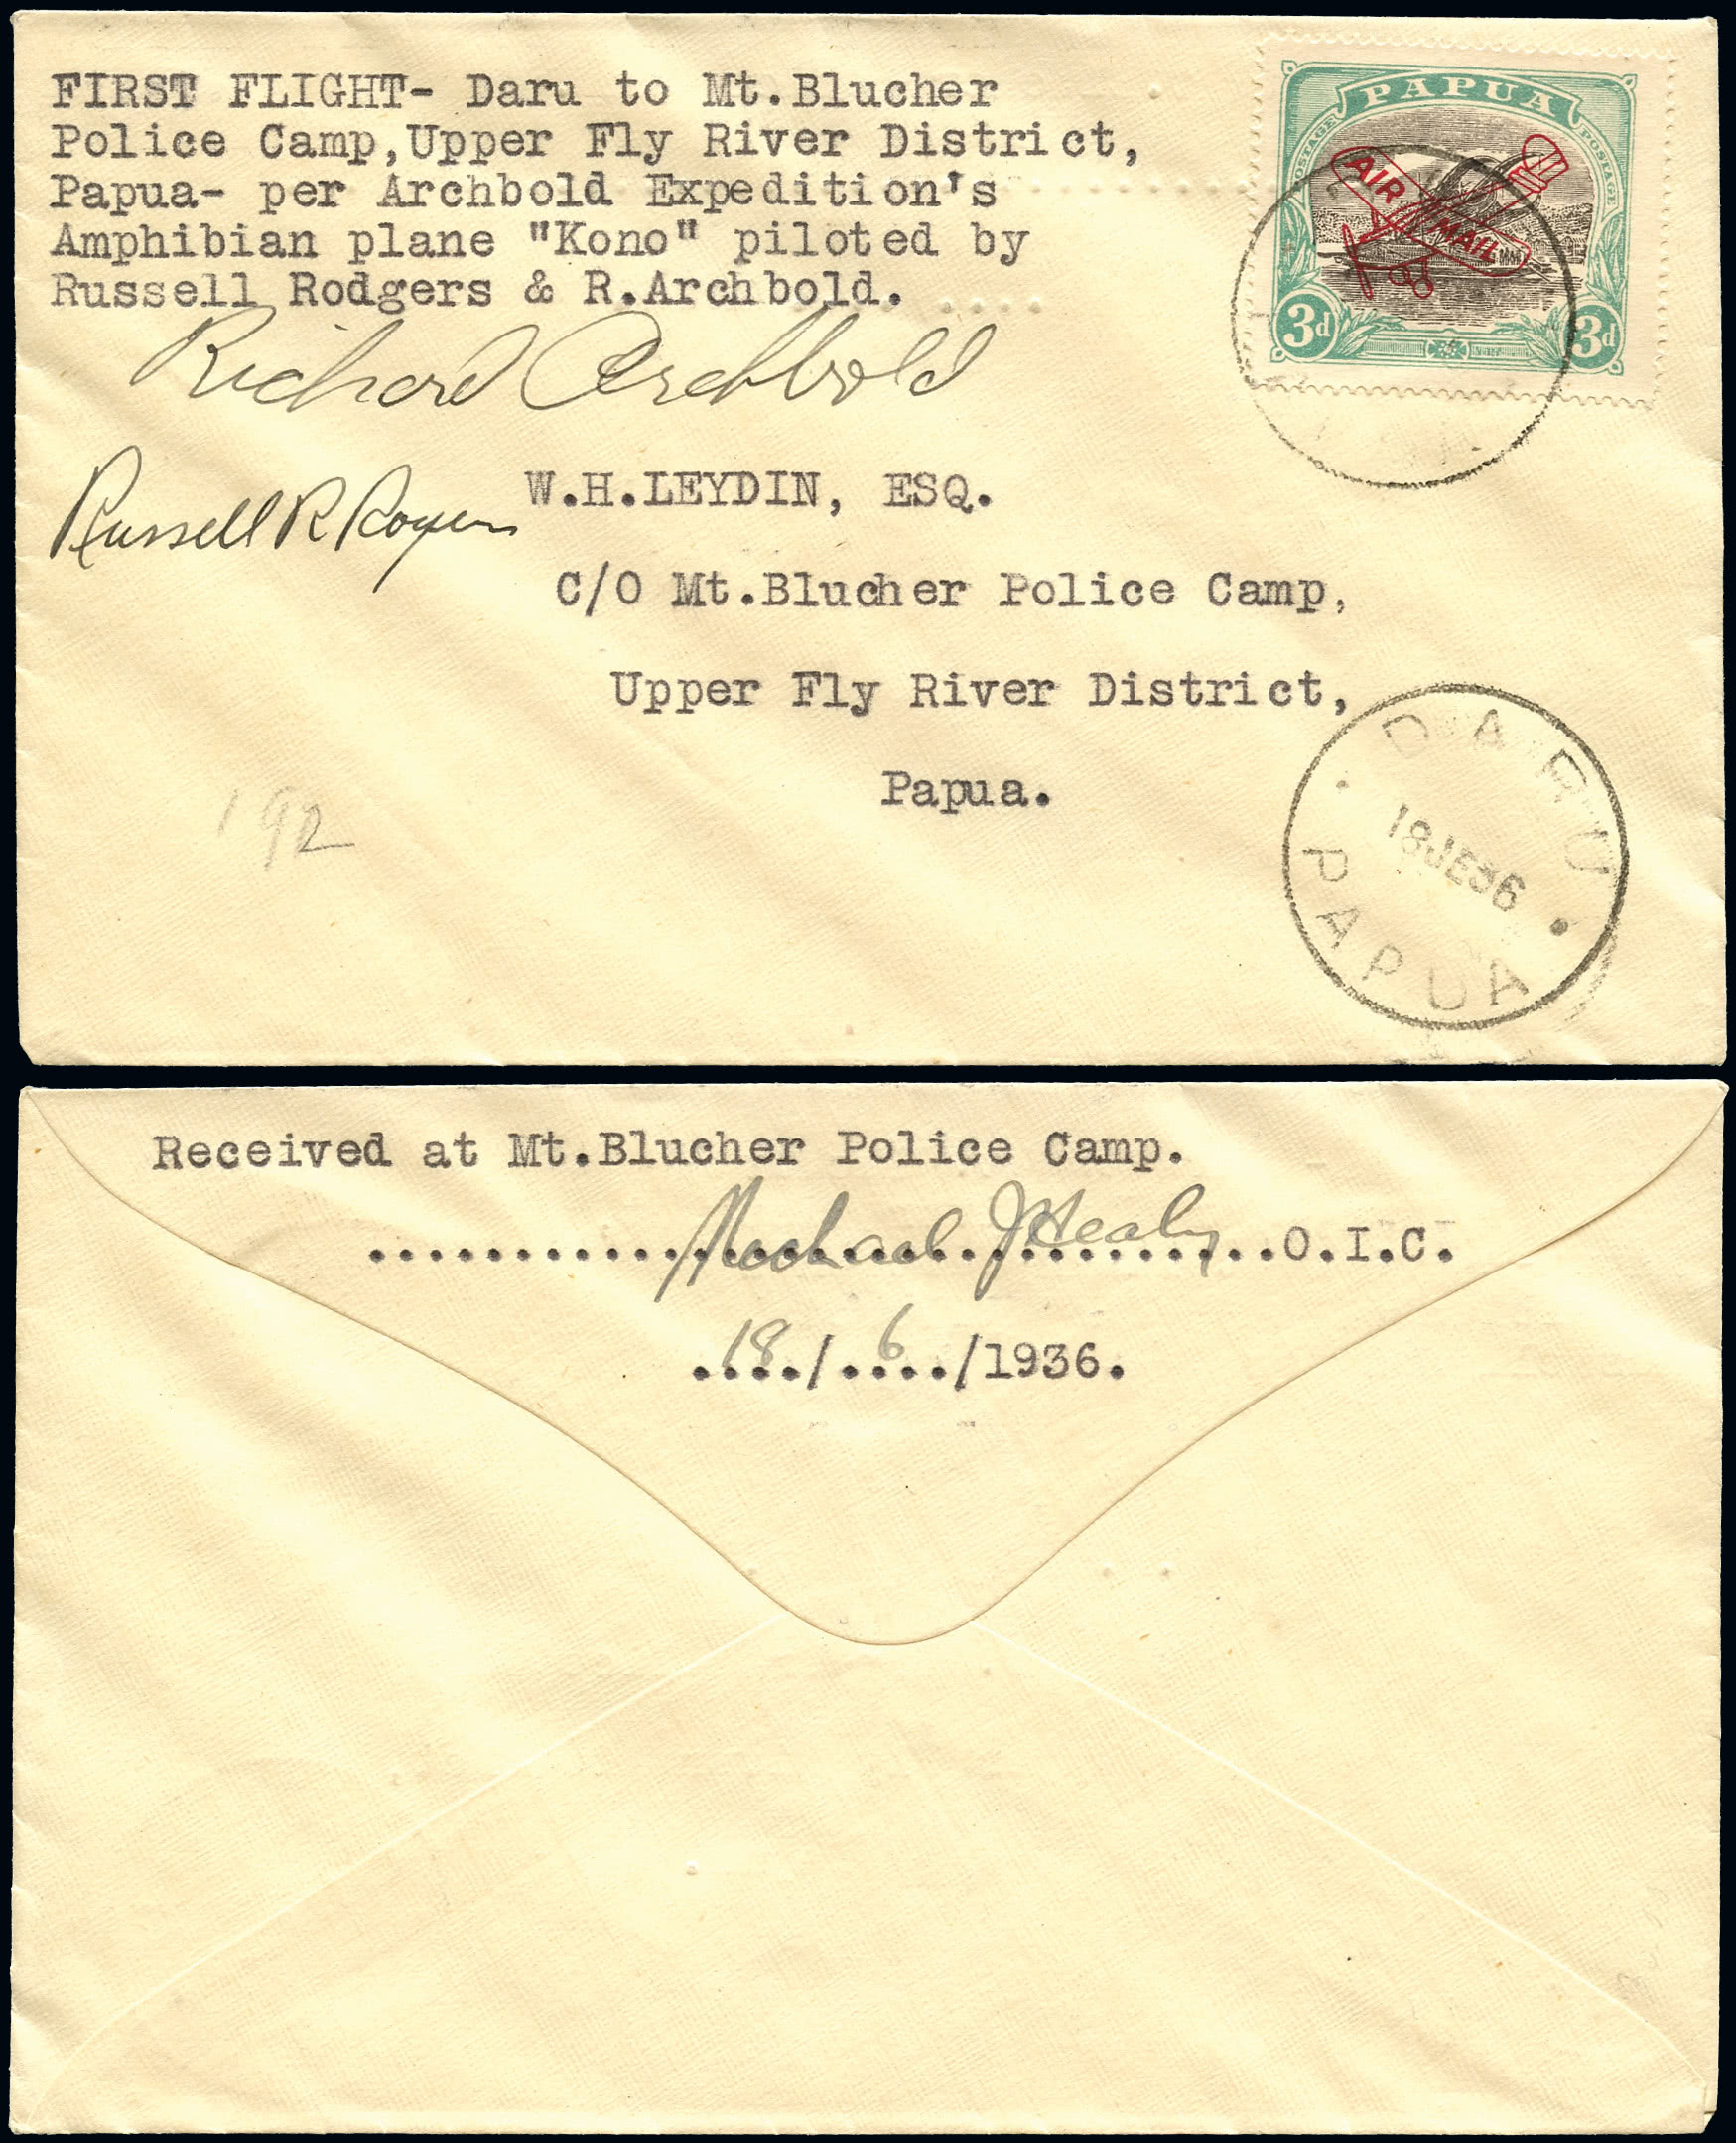 FIRST FLIGHT- Daru to Mt.Blucher
Police Camp,Upper Fly River District,
Papua- per Archbold Expedition's
Amphibian plane "Kono" piloted by
Russell Rodgers & R.Archbold.
Richard Archbold
Russell R Rogers
PAPUA
POSTAGE
POSTAGE
AIR MAIL
3d
3d
W.H.LEYDIN, ESQ.
C/O Mt.Blucher Police Camp,
Upper Fly River District,
Papua.
192
DARU
18JE36
PAPUA
Received at Mt.Blucher Police Camp.
Michael J Healy O.I.C.
18/6/1936.